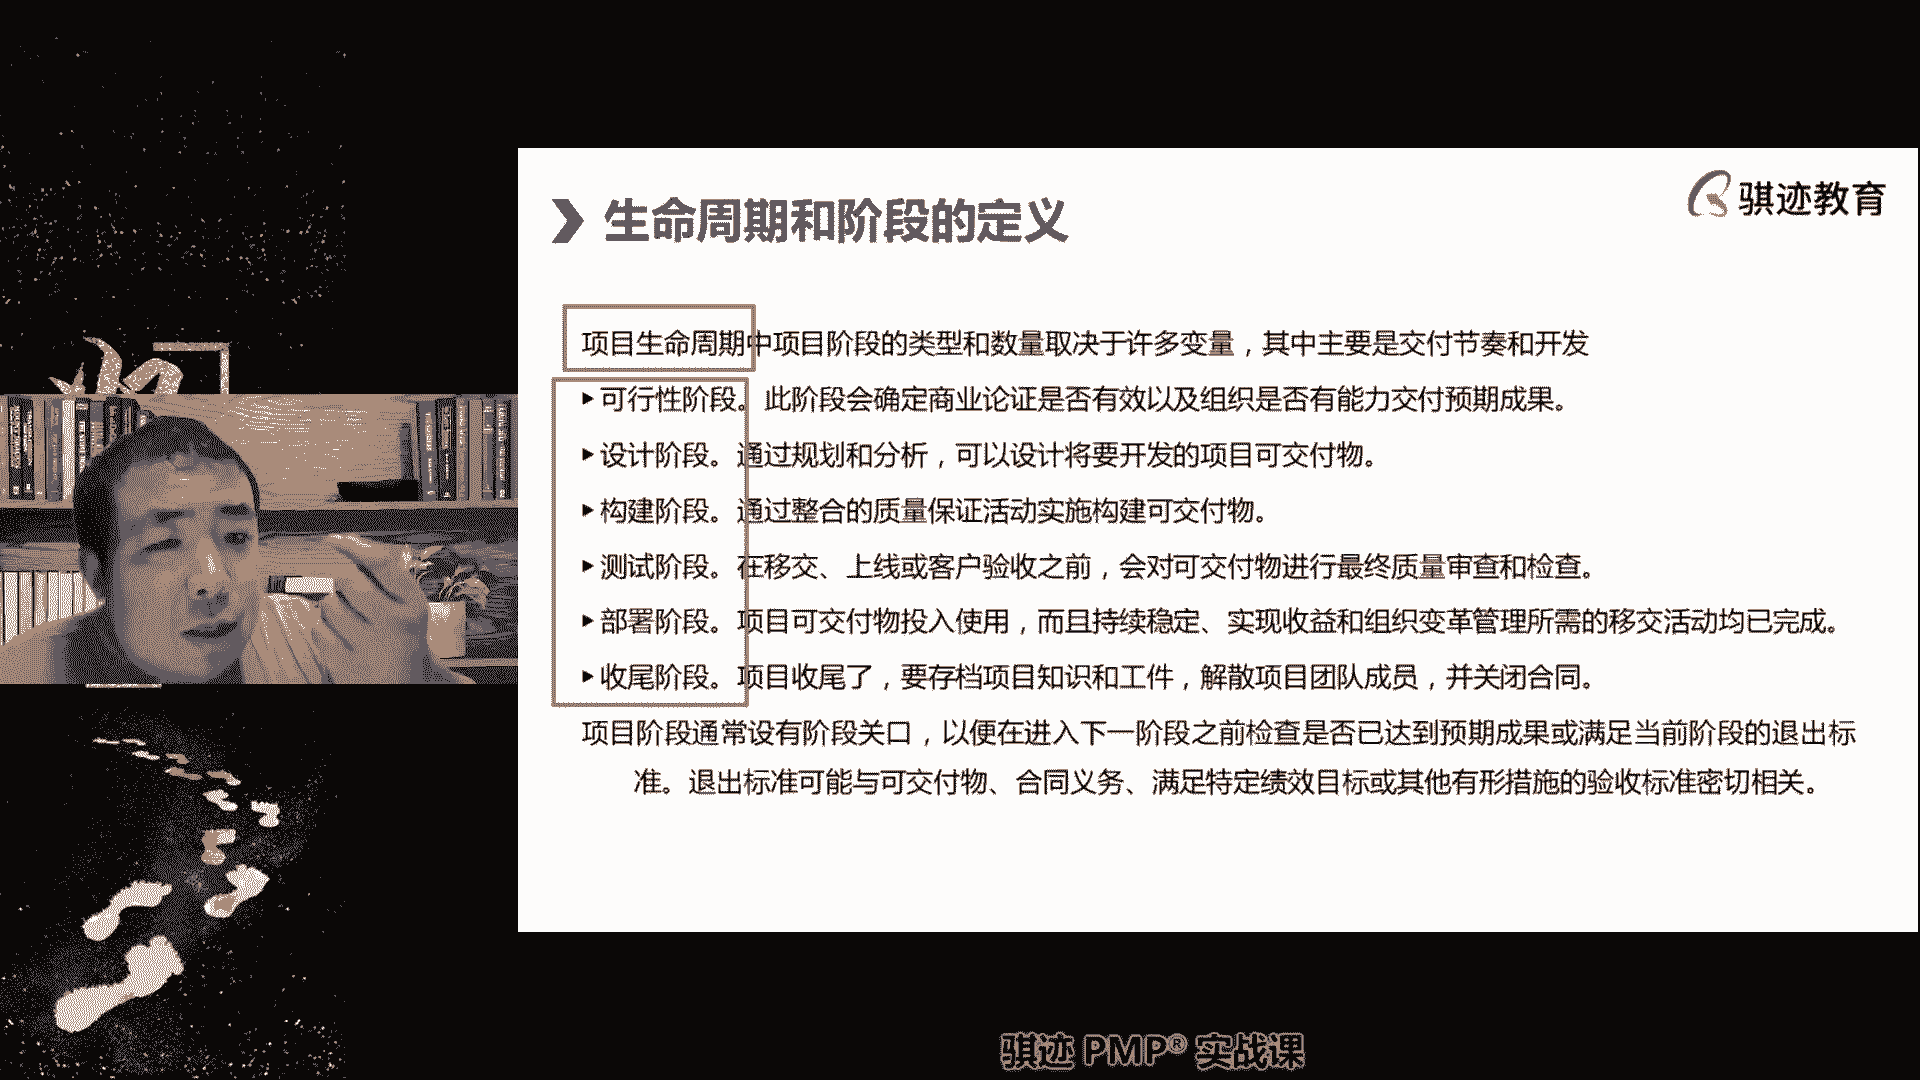 骐迹教育
生命周期和阶段的定义
项目生命周期中项目阶段的类型和数量取决于许多变量，其中主要是交付节奏和开发
▶可行性阶段。此阶段会确定商业论证是否有效以及组织是否有能力交付预期成果。
▶设计阶段。通过规划和分析，可以设计将要开发的项目可交付物。
▶构建阶段。通过整合的质量保证活动实施构建可交付物。
▶测试阶段。在移交、上线或客户验收之前，会对可交付物进行最终质量审查和检查。
▶部署阶段。项目可交付物投入使用，而且持续稳定、实现收益和组织变革管理所需的移交活动均已完成。
▶收尾阶段。项目收尾了，要存档项目知识和工件，解散项目团队成员，并关闭合同。
项目阶段通常设有阶段关口，以便在进入下一阶段之前检查是否已达到预期成果或满足当前阶段的退出标
准。退出标准可能与可交付物、合同义务、满足特定绩效目标或其他有形措施的验收标准密切相关。
骐迹 PMP® 实战课